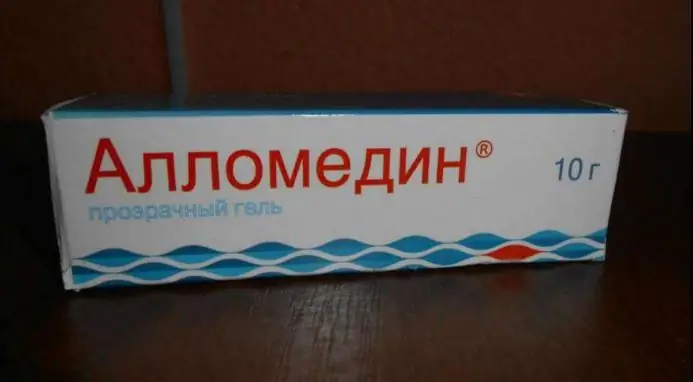 Алломедин®
10 г
прозрачный гель